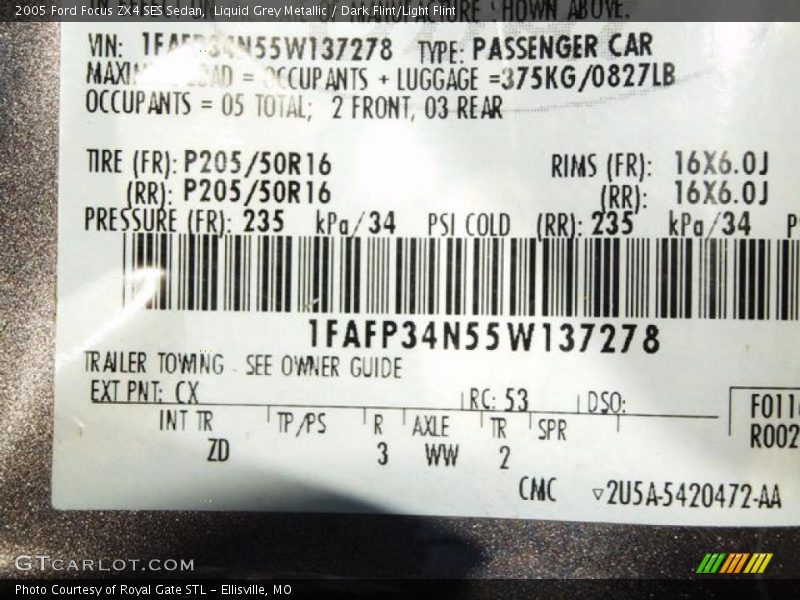 2005 Ford Focus ZX4 SES Sedan, Liquid Grey Metallic / Dark Flint/Light Flint
ABOVE.
VIN: 1FAFP34N55W137278 TYPE: PASSENGER CAR
LOAD = OCCUPANTS + LUGGAGE =375KG/0827LB
OCCUPANTS = 05 TOTAL; 2 FRONT, 03 REAR
TIRE (FR): P205/50R16 RIMS (FR): 16X6.0J
(RR): P205/50R16 (RR): 16X6.0J
PRESSURE (FR): 235 kPa/34 PSI COLD (RR): 235 kPa/34 P
1FAFP34N55W137278
TRAILER TOWING - SEE OWNER GUIDE
EXT PNT: CX RC: 53 DSO:
INT TR TP/PS R AXLE TR SPR
ZD 3 WW 2
F011
R002
CMC ▽2U5A-5420472-AA
GTCARLOT.COM
Photo Courtesy of Royal Gate STL - Ellisville, MO